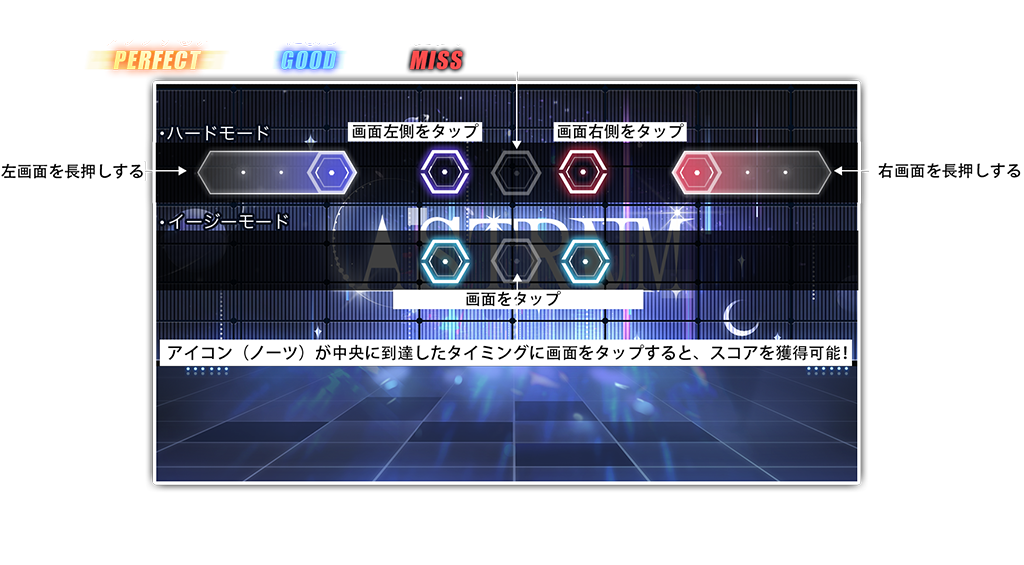 PERFECT GOOD MISS
・ハードモード
画面左側をタップ 画面右側をタップ
左画面を長押しする 右画面を長押しする
・イージーモード
ASTRUM
画面をタップ
アイコン（ノーツ）が中央に到達したタイミングに画面をタップすると、スコアを獲得可能！